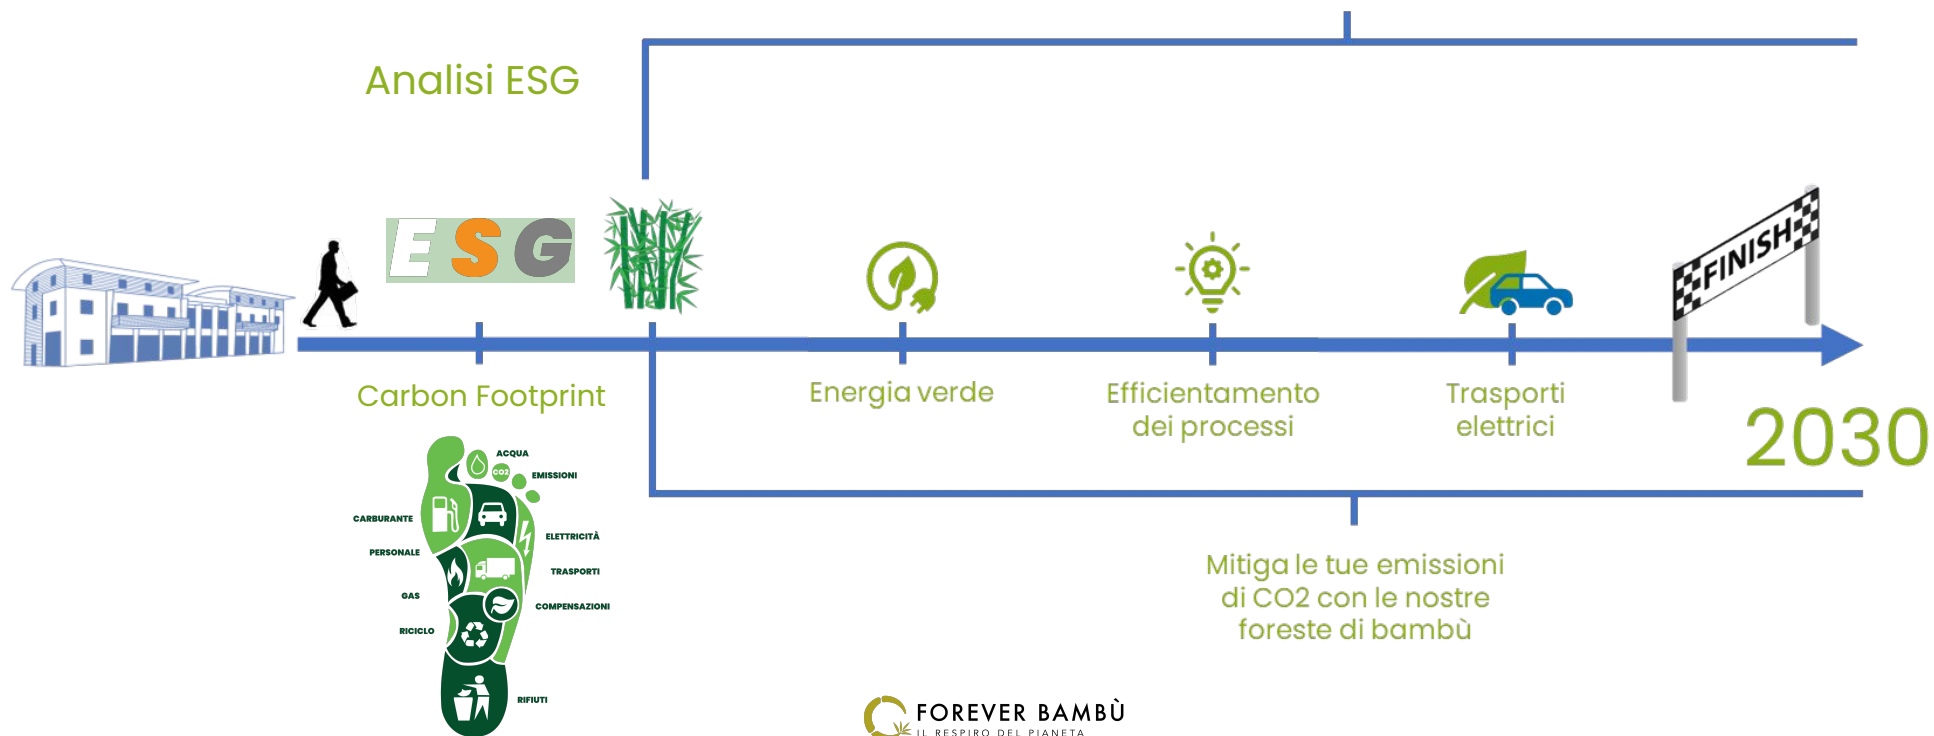 Analisi ESG
ESG
FINISH
Carbon Footprint
Energia verde
Efficientamento
dei processi
Trasporti
elettrici
2030
ACQUA
CO2
EMISSIONI
CARBURANTE
ELETTRICITÀ
PERSONALE
TRASPORTI
GAS
COMPENSAZIONI
RICICLO
RIFIUTI
Mitiga le tue emissioni
di CO2 con le nostre
foreste di bambù
FOREVER BAMBÙ
IL RESPIRO DEL PIANETA